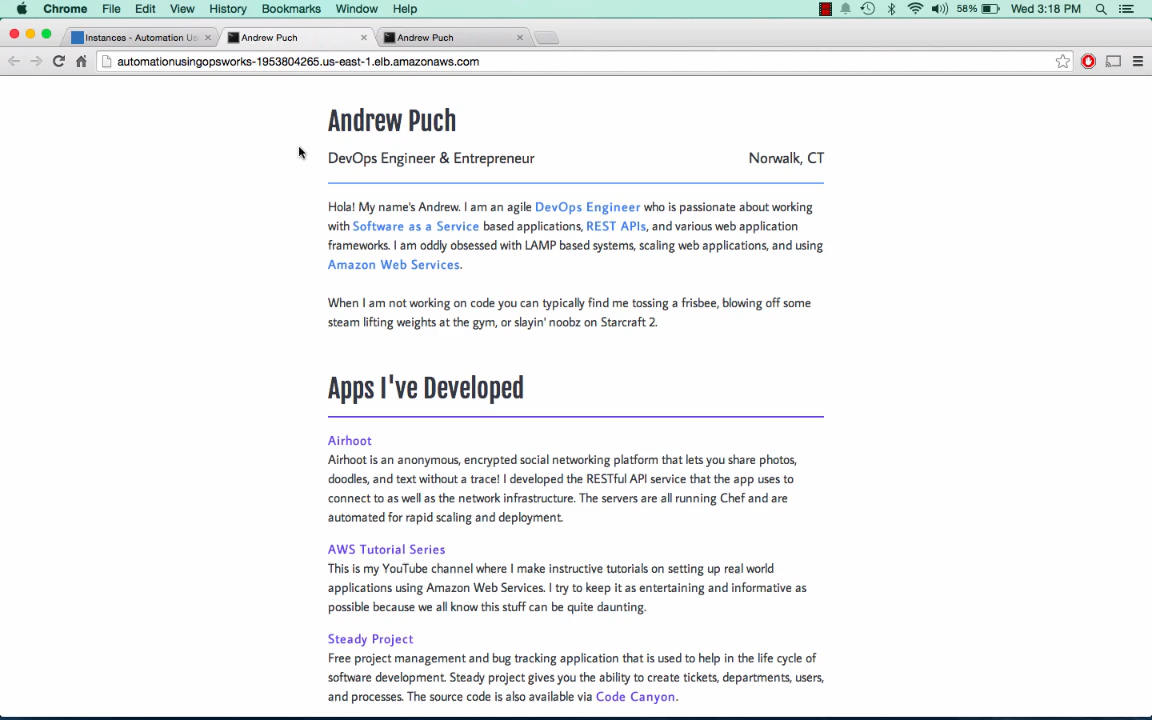 Chrome File Edit View History Bookmarks Window Help 58% Wed 3:18 PM
Instances - Automation Us Andrew Puch Andrew Puch
automationusingopsworks-1953804265.us-east-1.elb.amazonaws.com
Andrew Puch
DevOps Engineer & Entrepreneur Norwalk, CT
Hola! My name's Andrew. I am an agile DevOps Engineer who is passionate about working
with Software as a Service based applications, REST APIs, and various web application
frameworks. I am oddly obsessed with LAMP based systems, scaling web applications, and using
Amazon Web Services.
When I am not working on code you can typically find me tossing a frisbee, blowing off some
steam lifting weights at the gym, or slayin' noobz on Starcraft 2.
Apps I've Developed
Airhoot
Airhoot is an anonymous, encrypted social networking platform that lets you share photos,
doodles, and text without a trace! I developed the RESTful API service that the app uses to
connect to as well as the network infrastructure. The servers are all running Chef and are
automated for rapid scaling and deployment.
AWS Tutorial Series
This is my YouTube channel where I make instructive tutorials on setting up real world
applications using Amazon Web Services. I try to keep it as entertaining and informative as
possible because we all know this stuff can be quite daunting.
Steady Project
Free project management and bug tracking application that is used to help in the life cycle of
software development. Steady project gives you the ability to create tickets, departments, users,
and processes. The source code is also available via Code Canyon.